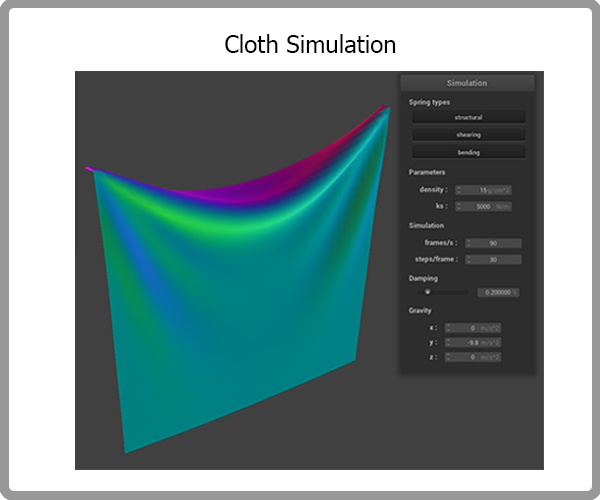 Cloth Simulation
Simulation
Spring types
structural
shearing
bending
Parameters
density : 15 g/cm^2
ks : 5000 N/m
Simulation
frames/s : 90
steps/frame : 30
Damping
0.200000 %
Gravity
x : 0 m/s^2
y : -9.8 m/s^2
z : 0 m/s^2